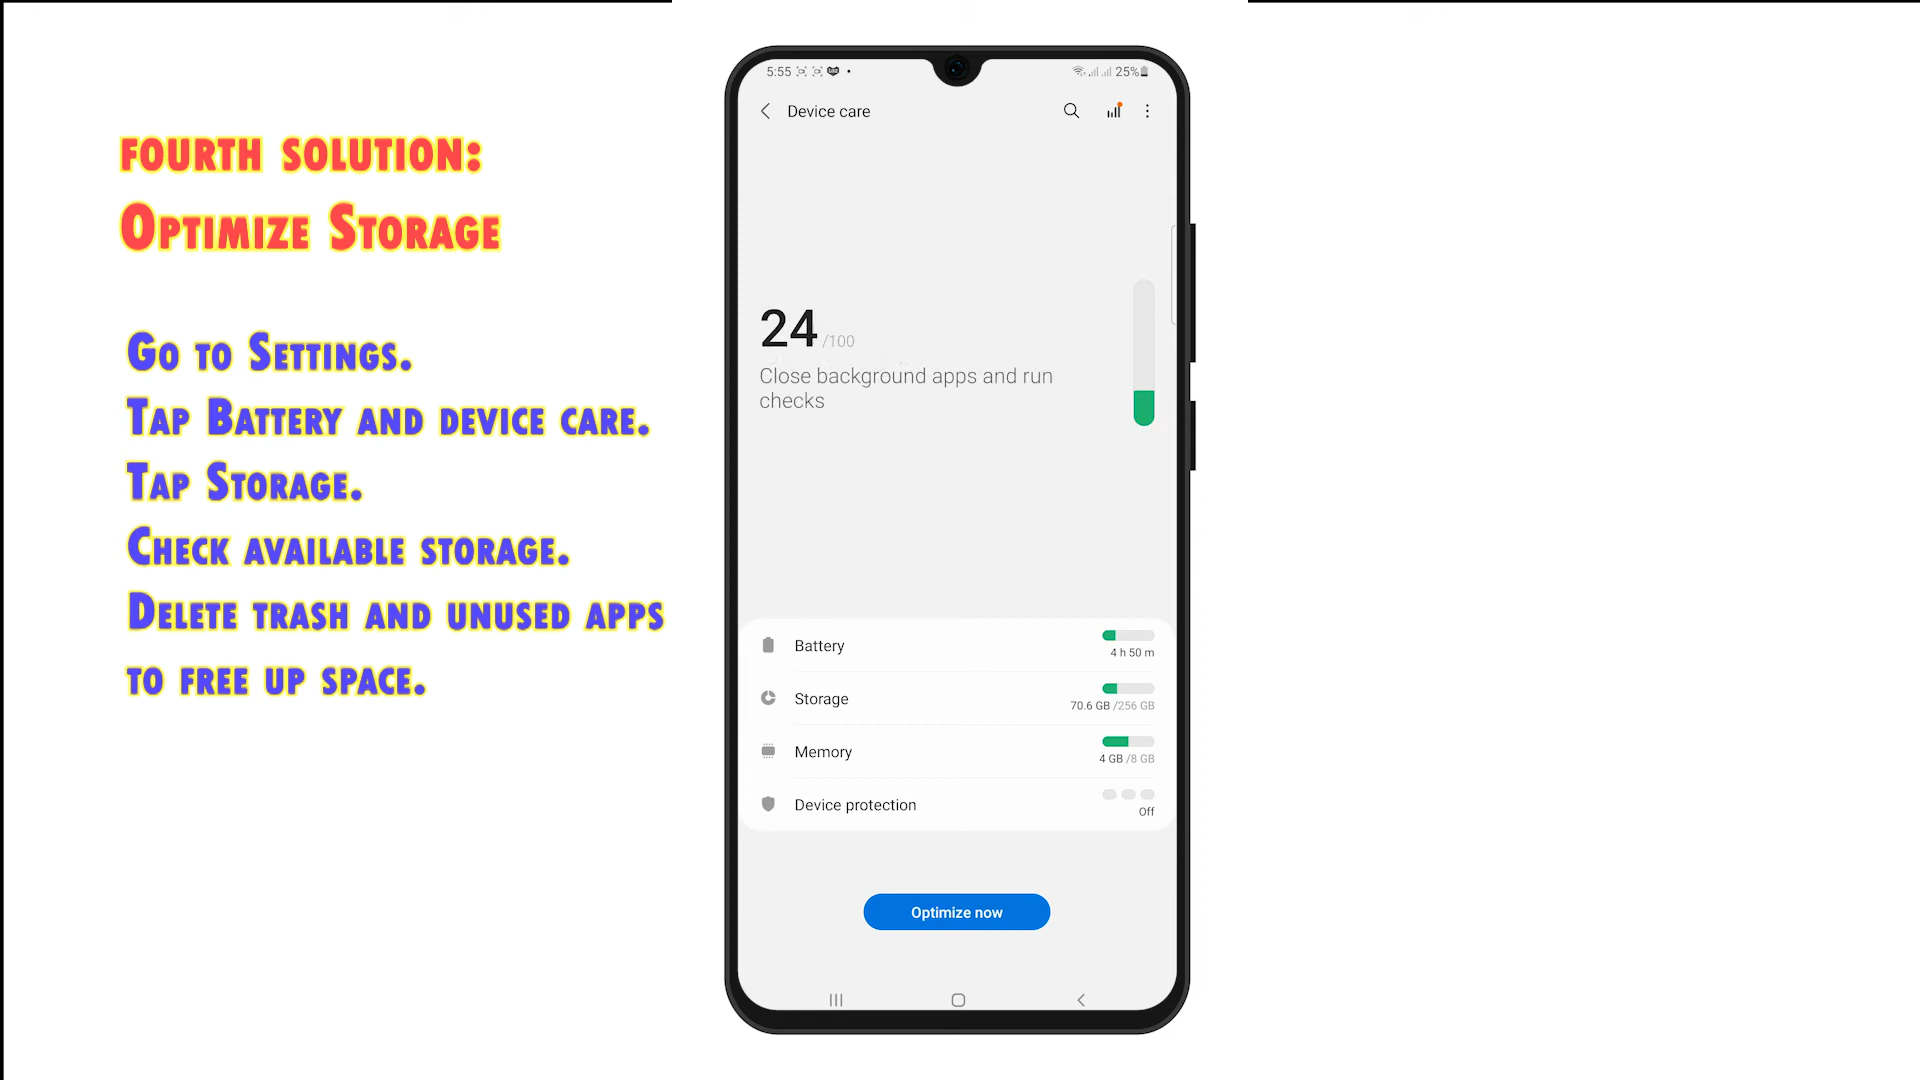 FOURTH SOLUTION:
OPTIMIZE STORAGE
GO TO SETTINGS.
TAP BATTERY AND DEVICE CARE.
TAP STORAGE.
CHECK AVAILABLE STORAGE.
DELETE TRASH AND UNUSED APPS
TO FREE UP SPACE.
5:55
25%
Device care
24 /100
Close background apps and run
checks
Battery
4 h 50 m
Storage
70.6 GB /256 GB
Memory
4 GB /8 GB
Device protection
Off
Optimize now